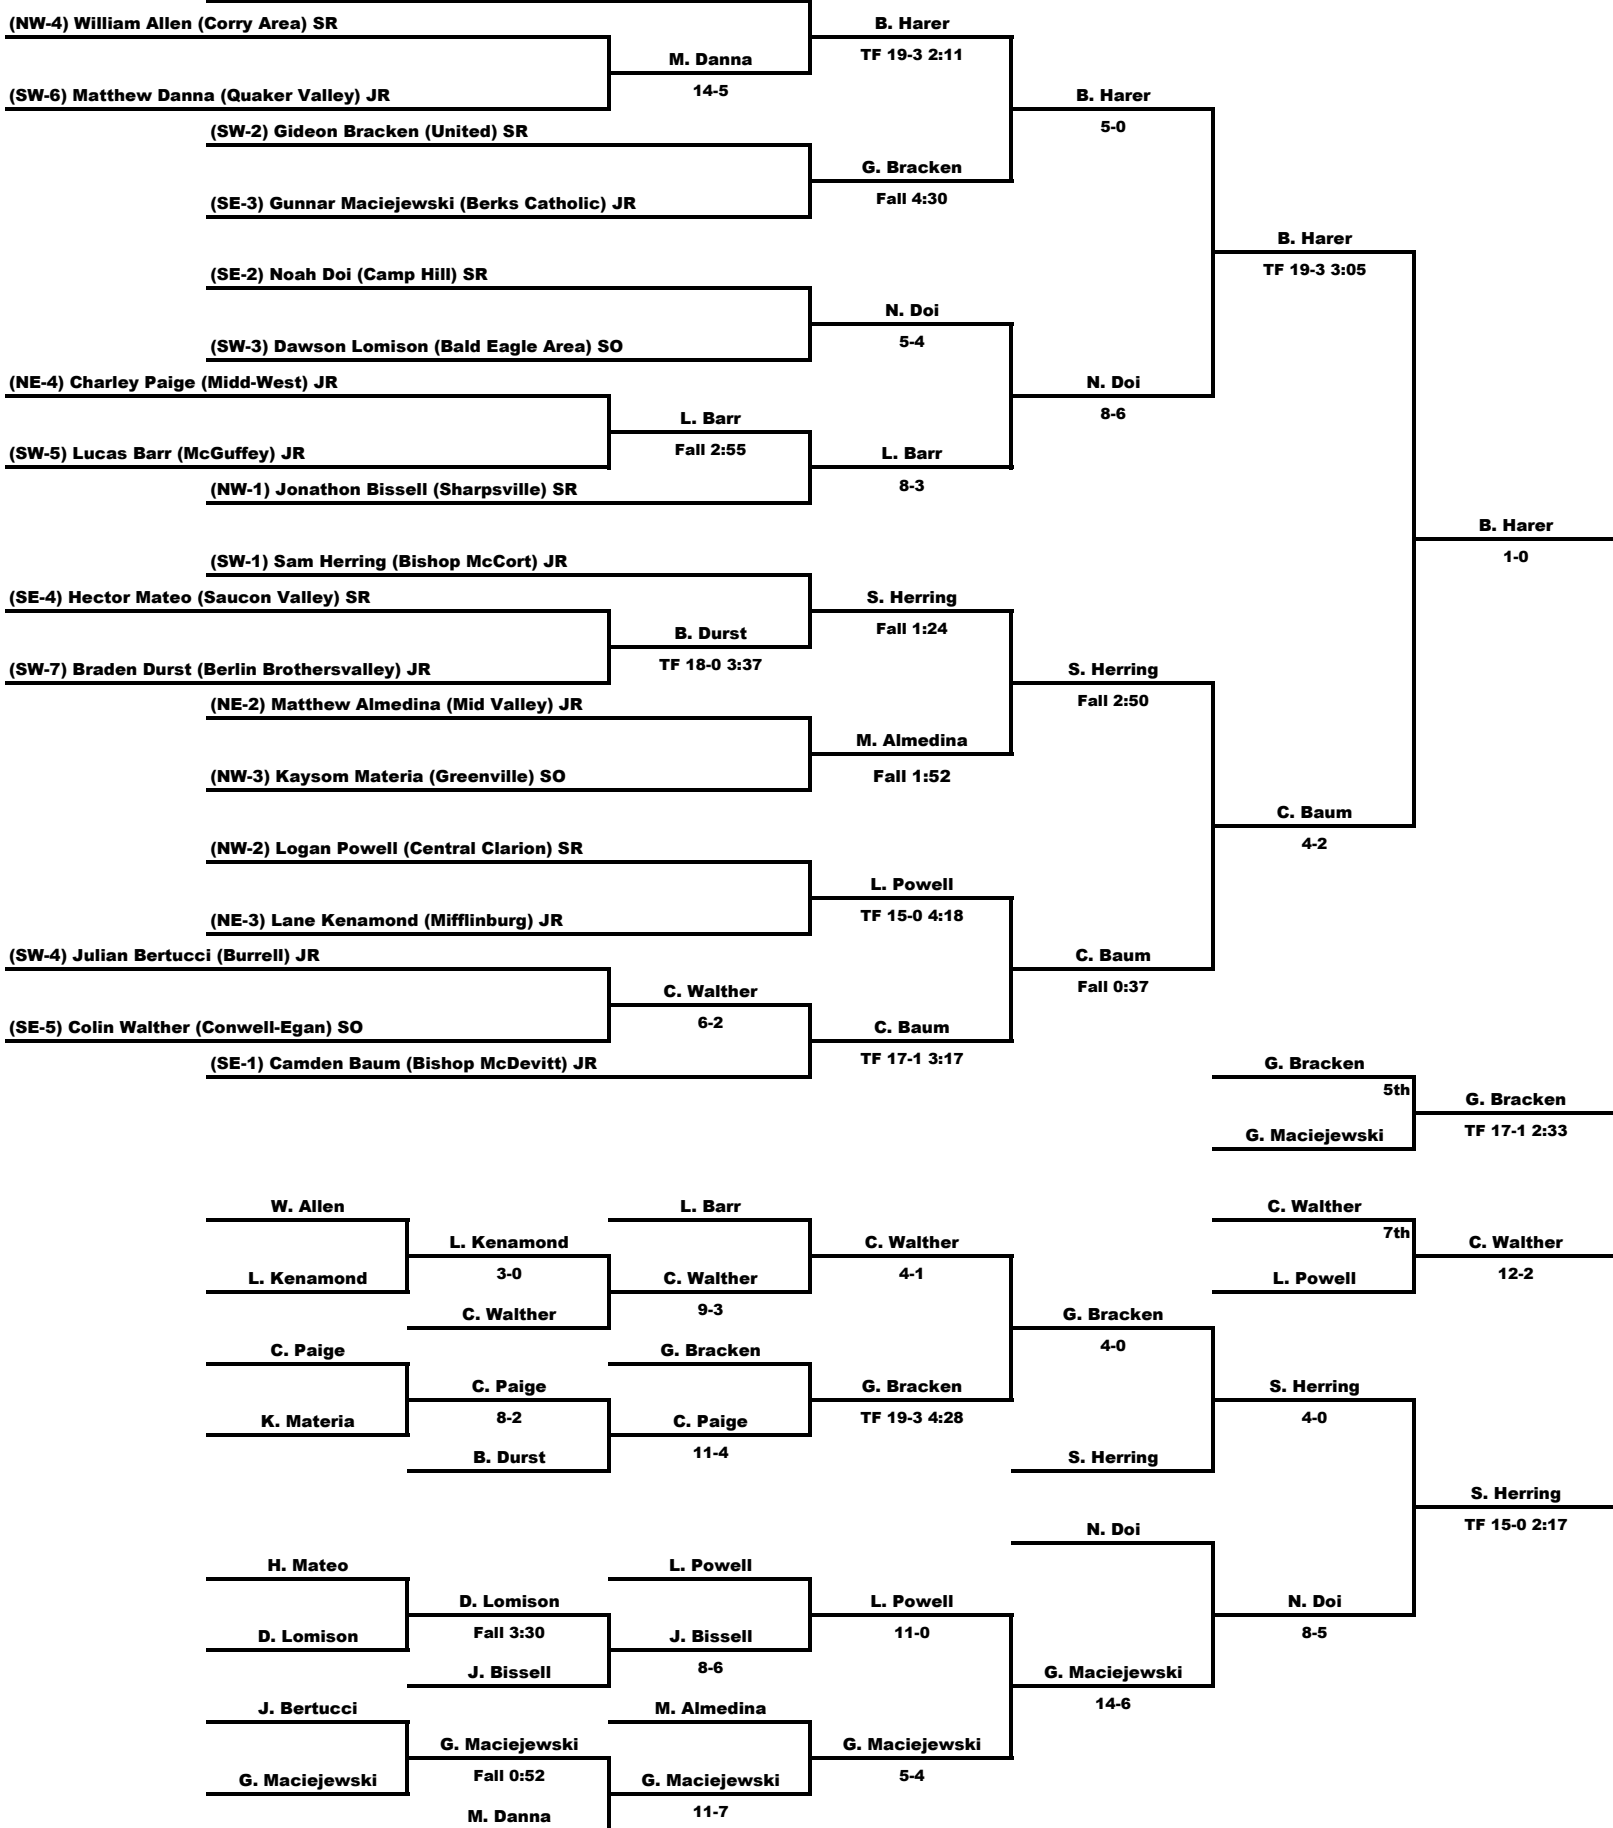 (NW-4) William Allen (Corry Area) SR
B. Harer
TF 19-3 2:11
M. Danna
14-5
(SW-6) Matthew Danna (Quaker Valley) JR
B. Harer
5-0
(SW-2) Gideon Bracken (United) SR
G. Bracken
Fall 4:30
(SE-3) Gunnar Maciejewski (Berks Catholic) JR
B. Harer
TF 19-3 3:05
(SE-2) Noah Doi (Camp Hill) SR
N. Doi
5-4
(SW-3) Dawson Lomison (Bald Eagle Area) SO
(NE-4) Charley Paige (Midd-West) JR
N. Doi
8-6
L. Barr
Fall 2:55
(SW-5) Lucas Barr (McGuffey) JR
L. Barr
8-3
(NW-1) Jonathon Bissell (Sharpsville) SR
B. Harer
1-0
(SW-1) Sam Herring (Bishop McCort) JR
(SE-4) Hector Mateo (Saucon Valley) SR
S. Herring
Fall 1:24
B. Durst
TF 18-0 3:37
(SW-7) Braden Durst (Berlin Brothersvalley) JR
S. Herring
Fall 2:50
(NE-2) Matthew Almedina (Mid Valley) JR
M. Almedina
Fall 1:52
(NW-3) Kaysom Materia (Greenville) SO
C. Baum
4-2
(NW-2) Logan Powell (Central Clarion) SR
L. Powell
TF 15-0 4:18
(NE-3) Lane Kenamond (Mifflinburg) JR
(SW-4) Julian Bertucci (Burrell) JR
C. Baum
Fall 0:37
C. Walther
6-2
(SE-5) Colin Walther (Conwell-Egan) SO
C. Baum
TF 17-1 3:17
(SE-1) Camden Baum (Bishop McDevitt) JR
G. Bracken
5th
G. Bracken
TF 17-1 2:33
G. Maciejewski
W. Allen
L. Barr
C. Walther
7th
L. Kenamond
3-0
C. Walther
4-1
C. Walther
12-2
L. Kenamond
C. Walther
9-3
L. Powell
C. Walther
G. Bracken
4-0
C. Paige
G. Bracken
C. Paige
8-2
G. Bracken
TF 19-3 4:28
S. Herring
4-0
K. Materia
C. Paige
11-4
B. Durst
S. Herring
S. Herring
TF 15-0 2:17
N. Doi
H. Mateo
L. Powell
D. Lomison
Fall 3:30
L. Powell
11-0
N. Doi
8-5
D. Lomison
J. Bissell
8-6
J. Bissell
G. Maciejewski
14-6
J. Bertucci
M. Almedina
G. Maciejewski
Fall 0:52
G. Maciejewski
5-4
G. Maciejewski
G. Maciejewski
11-7
M. Danna